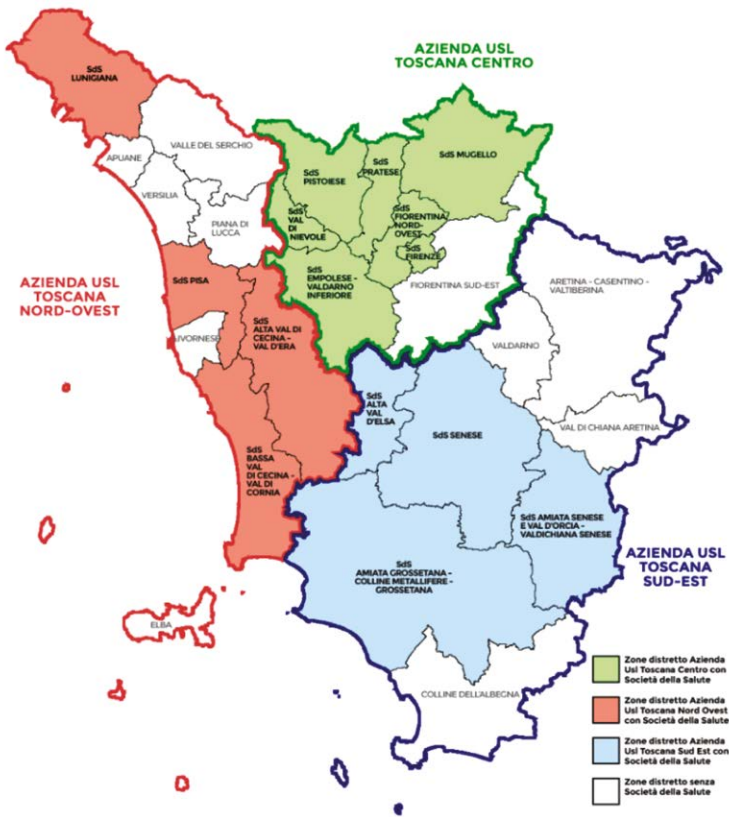 AZIENDA USL
TOSCANA CENTRO
SdS
LUNIGIANA
VALLE DEL SERCHIO
APUANE
VERSILIA
PIANA DI
LUCCA
SdS
PISTOIESE
SdS
PRATESE
SdS MUGELLO
SdS
VAL
DI
NIEVOLE
SdS
FIORENTINA
NORD-
OVEST
SdS
FIRENZE
SdS
EMPOLESE -
VALDARNO
INFERIORE
FIORENTINA SUD-EST
ARETINA - CASENTINO -
VALTIBERINA
AZIENDA USL
TOSCANA
NORD-OVEST
SdS PISA
SdS
ALTA VAL DI
CECINA -
VAL D'ERA
LIVORNESE
VALDARNO
SdS
ALTA
VAL
D'ELSA
SdS SENESE
VAL DI CHIANA ARETINA
SdS
BASSA
VAL
DI CECINA -
VAL DI
CORNIA
SdS AMIATA SENESE
E VAL D'ORCIA -
VALDICHIANA SENESE
AZIENDA USL
TOSCANA
SUD-EST
SdS
AMIATA GROSSETANA -
COLLINE METALLIFERE -
GROSSETANA
ELBA
COLLINE DELL'ALBEGNA
Zone distretto Azienda
Usl Toscana Centro con
Società della Salute
Zone distretto Azienda
Usl Toscana Nord Ovest
con Società della Salute
Zone distretto Azienda
Usl Toscana Sud Est con
Società della Salute
Zone distretto senza
Società della Salute